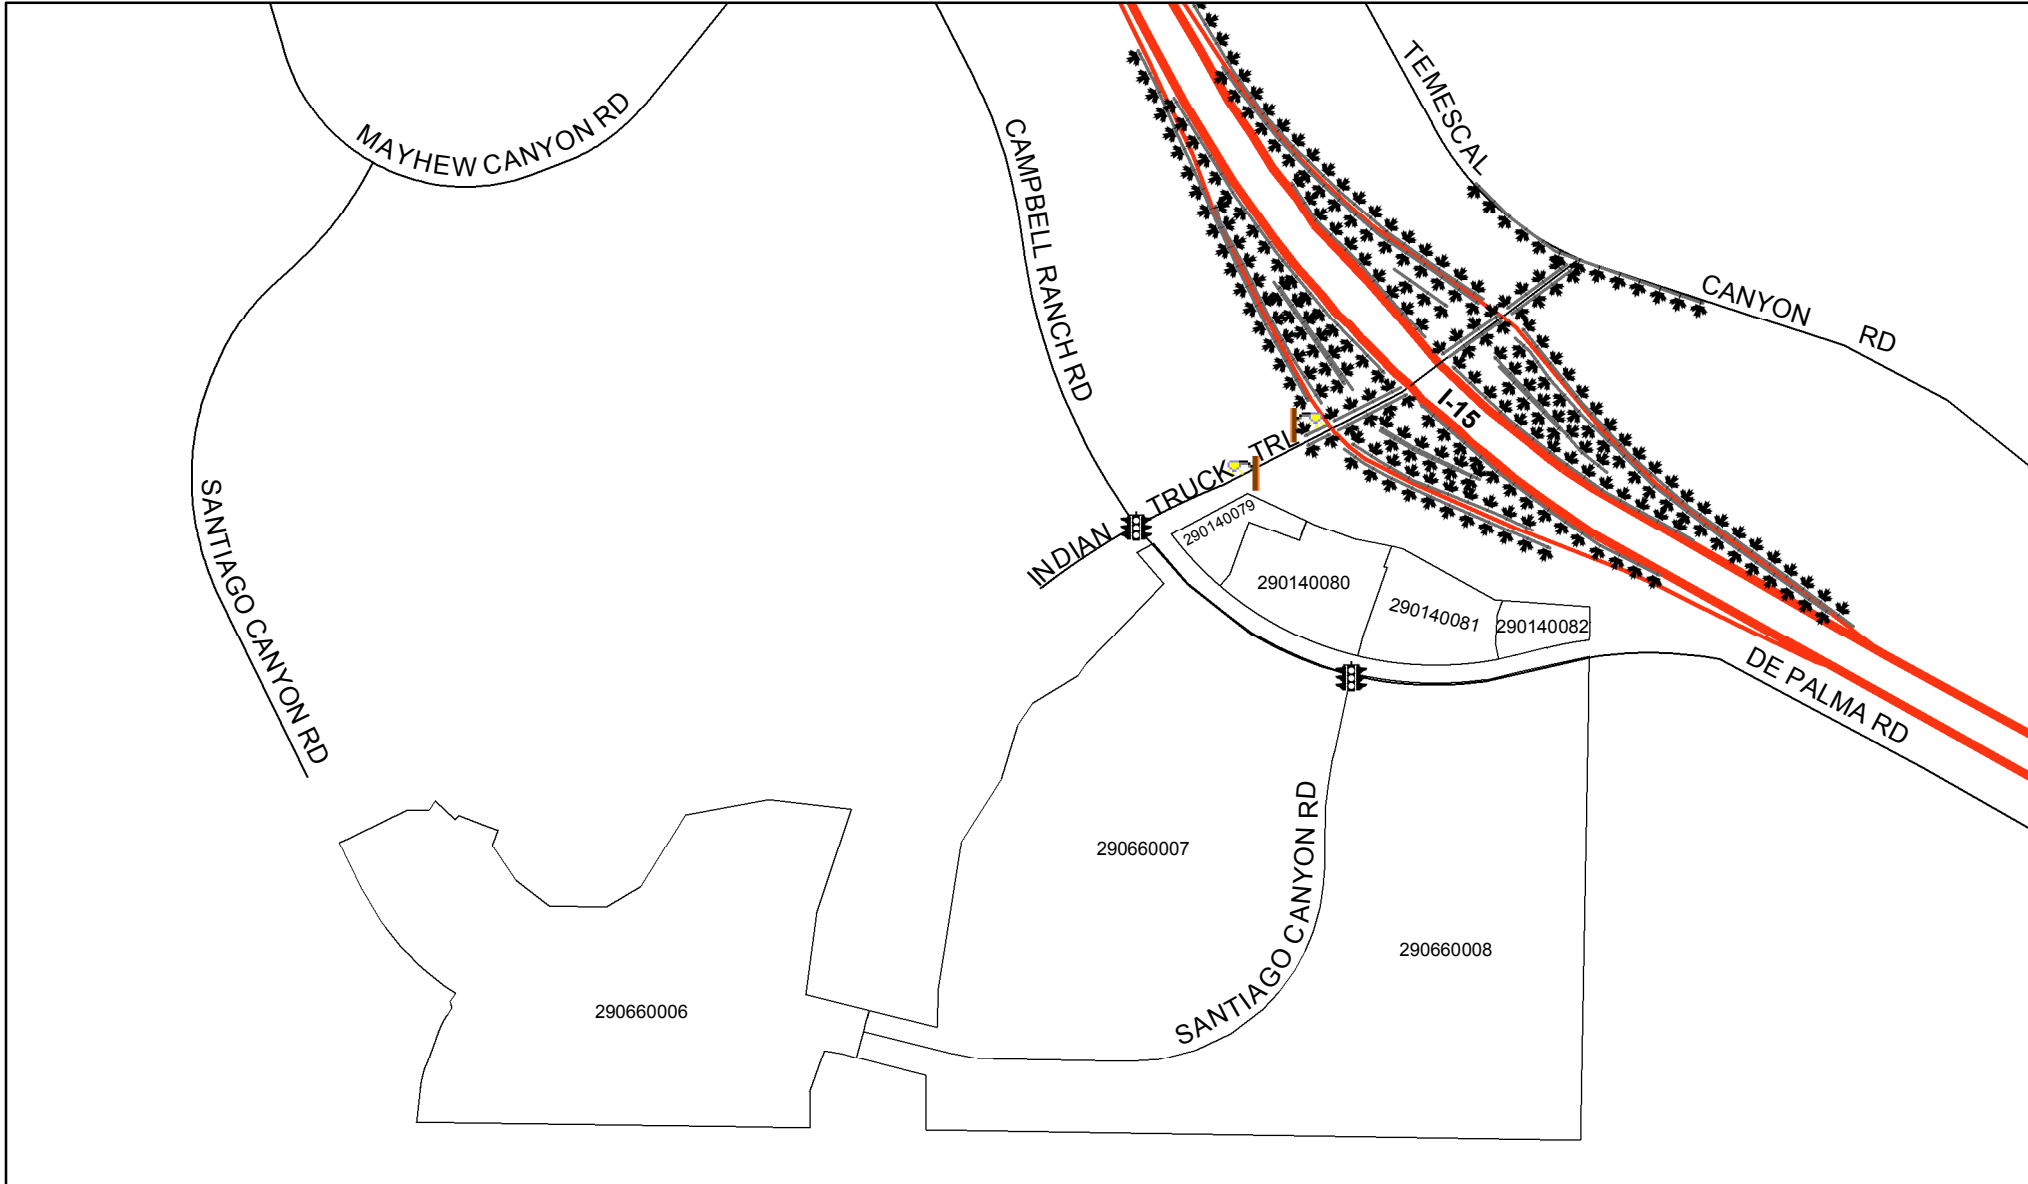 MAYHEW CANYON RD
CAMPBELL RANCH RD
TEMESCAL
CANYON RD
I-15
SANTIAGO CANYON RD
INDIAN TRUCK TRL
290140079
290140080
290140081
290140082
DE PALMA RD
290660007
SANTIAGO CANYON RD
290660008
290660006